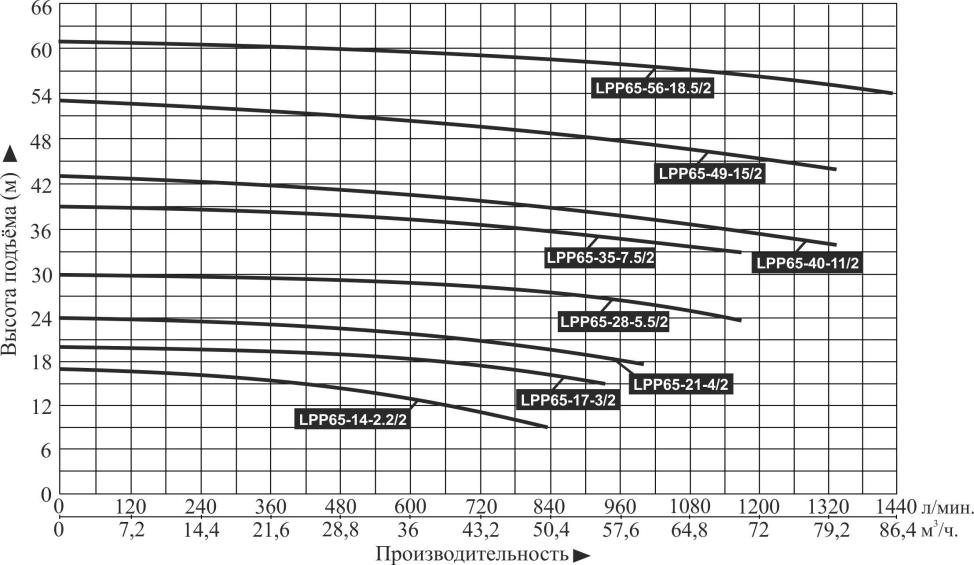 66
60
54
48
42
36
30
24
18
12
6
0
Высота подъёма (м)
LPP65-56-18.5/2
LPP65-49-15/2
LPP65-40-11/2
LPP65-35-7.5/2
LPP65-28-5.5/2
LPP65-21-4/2
LPP65-17-3/2
LPP65-14-2.2/2
0 120 240 360 480 600 720 840 960 1080 1200 1320 1440 л/мин.
0 7,2 14,4 21,6 28,8 36 43,2 50,4 57,6 64,8 72 79,2 86,4 м³/ч.
Производительность